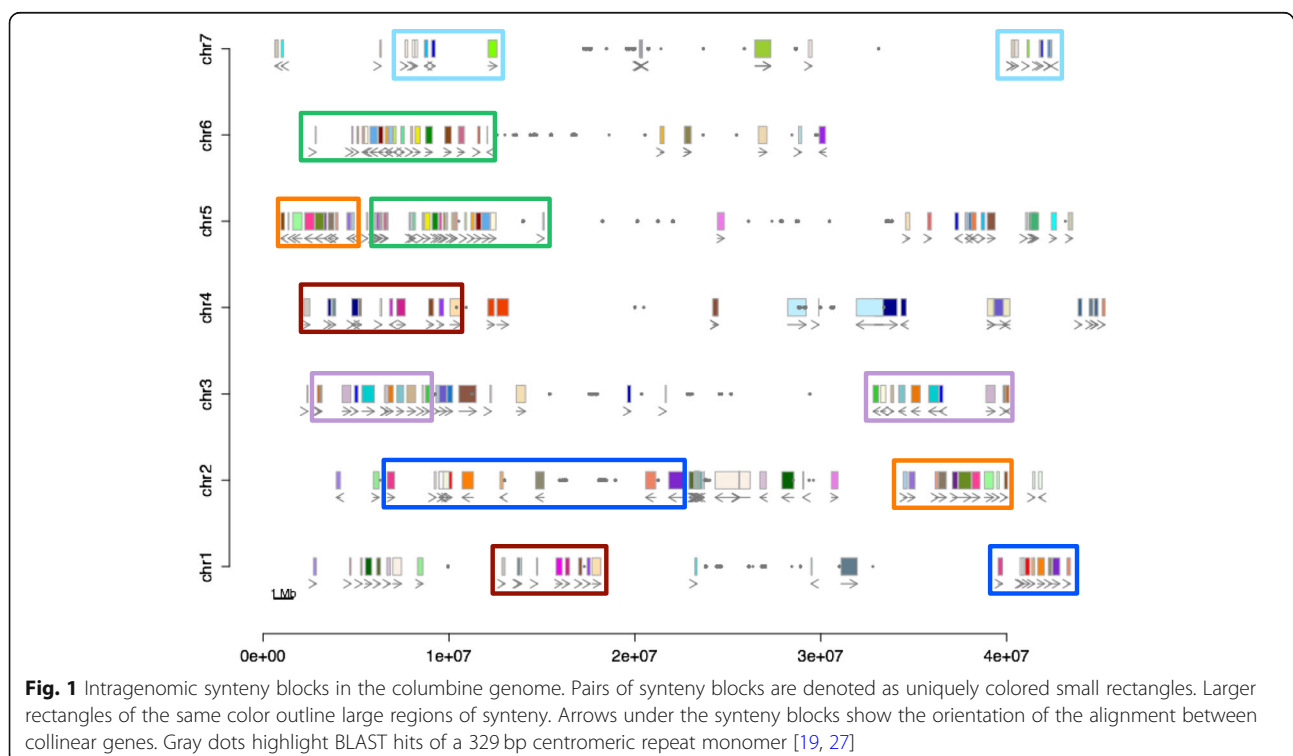 chr7
chr6
chr5
chr4
chr3
chr2
chr1
1 Mb
0e+00 1e+07 2e+07 3e+07 4e+07
Fig. 1 Intragenomic synteny blocks in the columbine genome. Pairs of synteny blocks are denoted as uniquely colored small rectangles. Larger
rectangles of the same color outline large regions of synteny. Arrows under the synteny blocks show the orientation of the alignment between
collinear genes. Gray dots highlight BLAST hits of a 329 bp centromeric repeat monomer [19, 27]